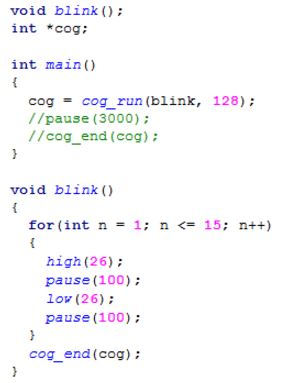 void blink();
int *cog;
int main()
{
cog = cog_run(blink, 128);
//pause(3000);
//cog_end(cog);
}
void blink()
{
for(int n = 1; n <= 15; n++)
{
high(26);
pause(100);
low(26);
pause(100);
}
cog_end(cog);
}